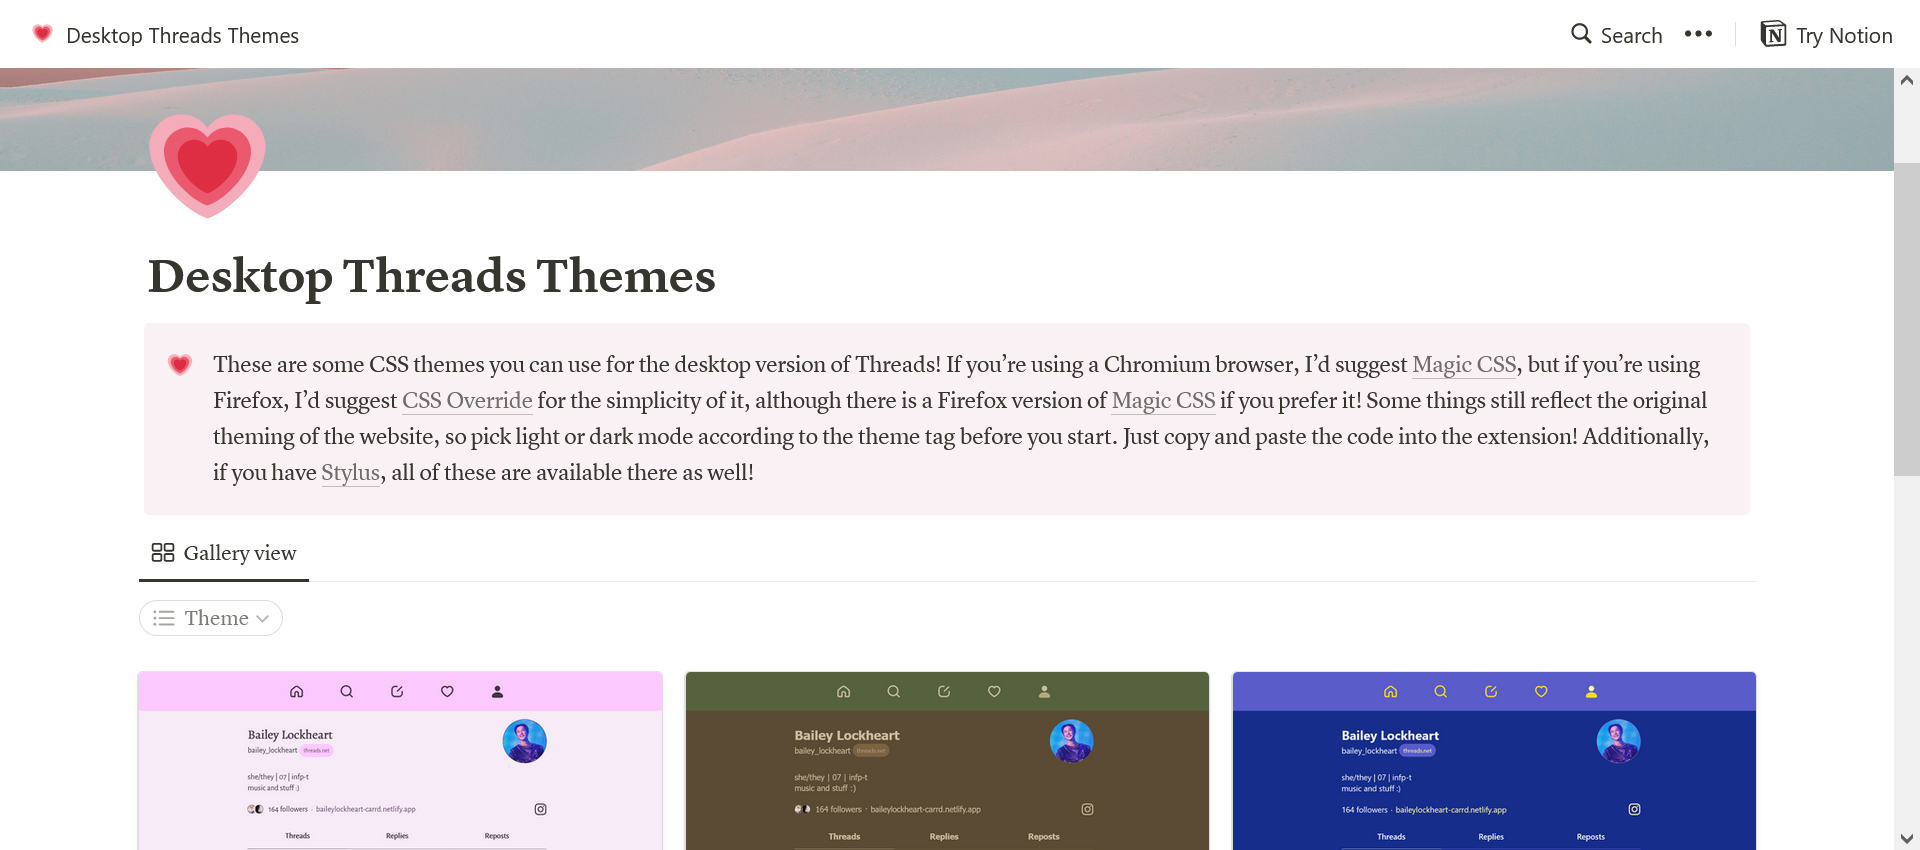 Desktop Threads Themes
Search
Try Notion
Desktop Threads Themes
These are some CSS themes you can use for the desktop version of Threads! If you’re using a Chromium browser, I’d suggest Magic CSS, but if you’re using
Firefox, I’d suggest CSS Override for the simplicity of it, although there is a Firefox version of Magic CSS if you prefer it! Some things still reflect the original
theming of the website, so pick light or dark mode according to the theme tag before you start. Just copy and paste the code into the extension! Additionally,
if you have Stylus, all of these are available there as well!
Gallery view
Theme
Bailey Lockheart
bailey_lockheart threads.net
she/they | 07 | infp-t
music and stuff :)
164 followers · baileylockheart-carrd.netlify.app
Threads Replies Reposts
Bailey Lockheart
bailey_lockheart threads.net
she/they | 07 | infp-t
music and stuff :)
164 followers · baileylockheart-carrd.netlify.app
Threads Replies Reposts
Bailey Lockheart
bailey_lockheart threads.net
she/they | 07 | infp-t
music and stuff :)
164 followers · baileylockheart-carrd.netlify.app
Threads Replies Reposts